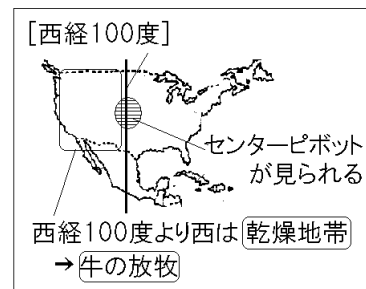 [西経100度]
センターピボット
が見られる
西経100度より西は乾燥地帯
→牛の放牧